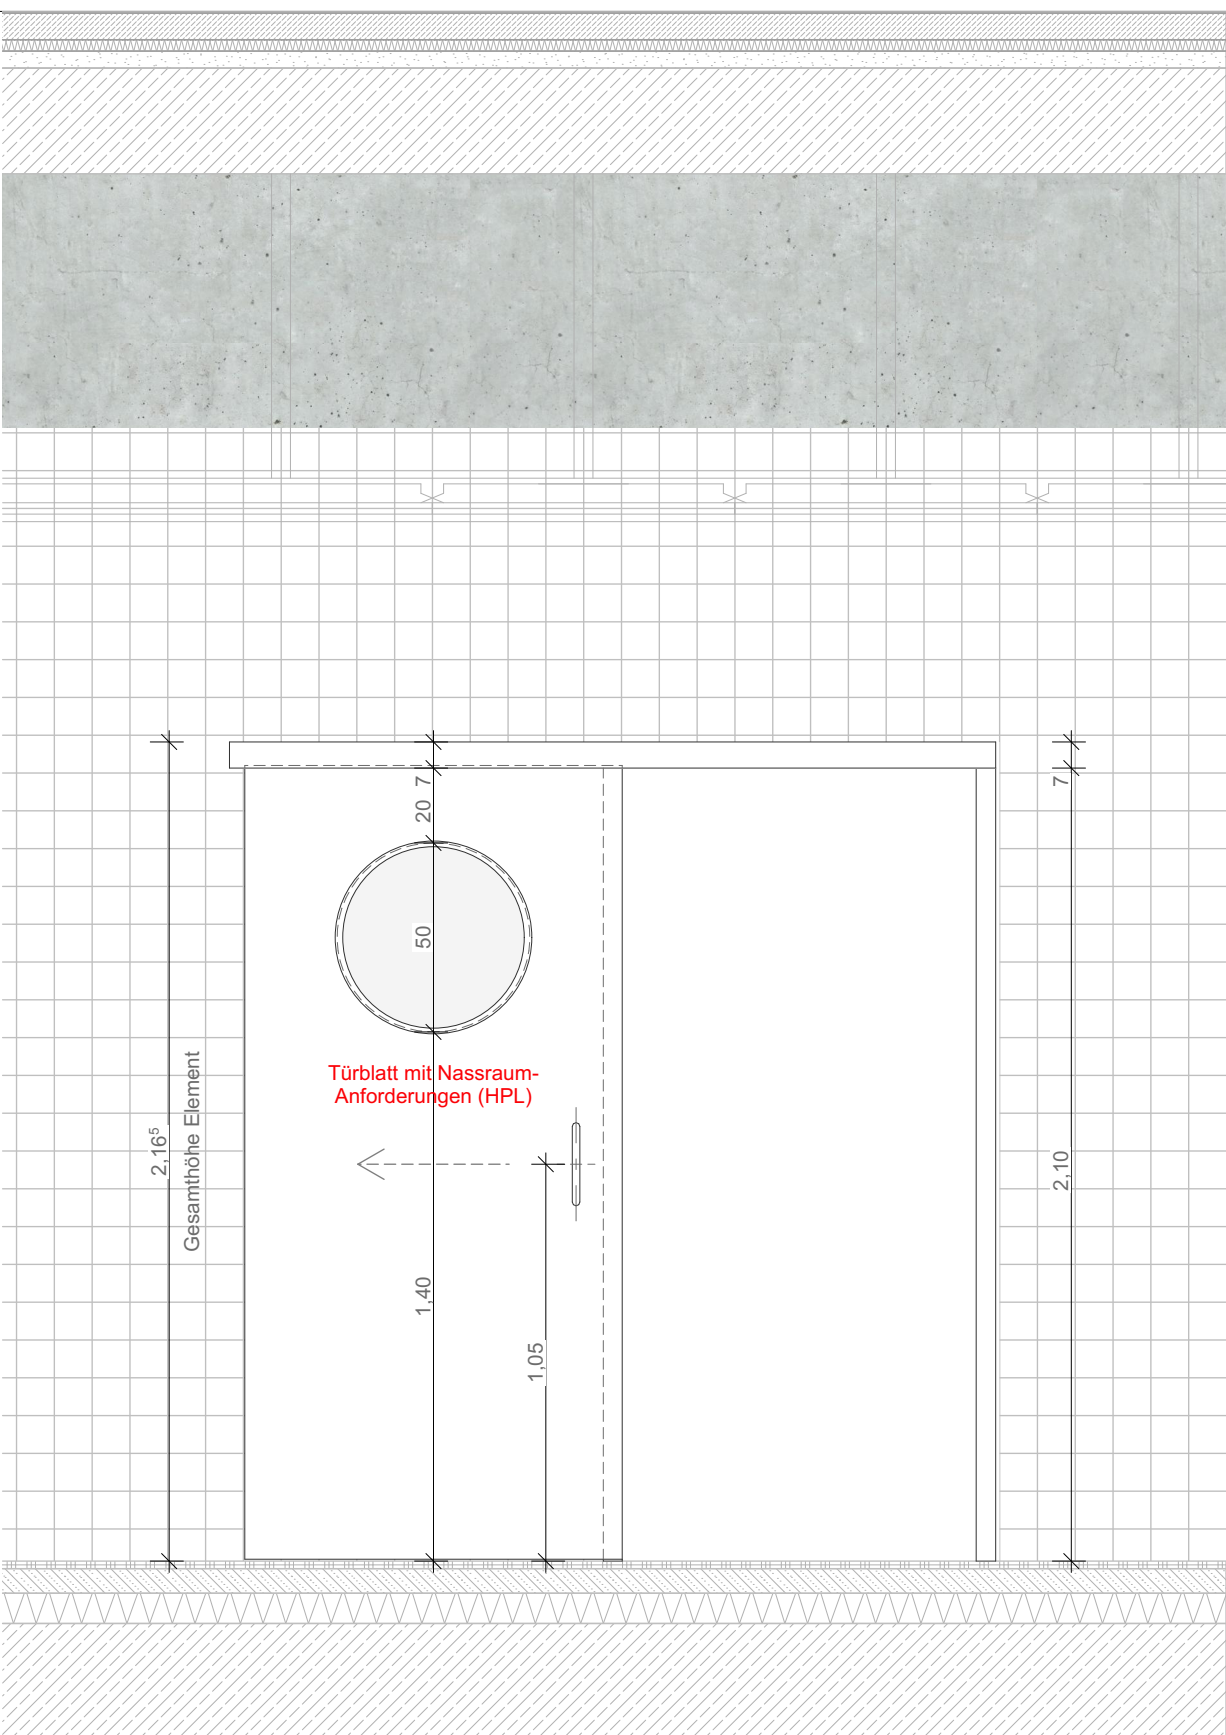 7
20
7
50
Türblatt mit Nassraum-
Anforderungen (HPL)
2,16⁵
Gesamthöhe Element
2,10
1,40
1,05